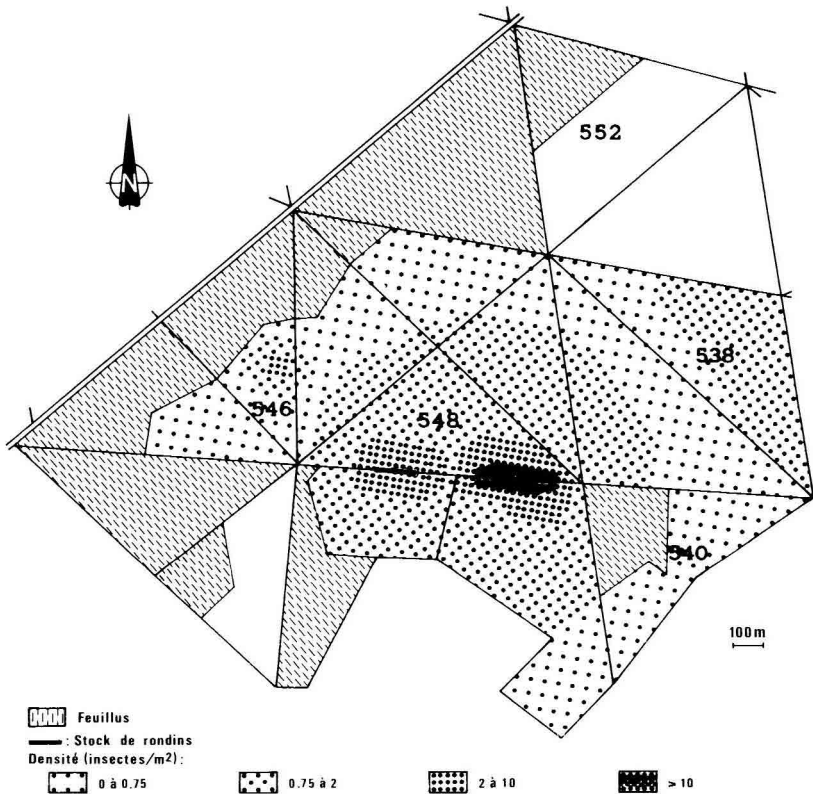 552
N
538
546
548
540
100m
Feuillus
: Stock de rondins
Densité (insectes/m²) :
0 à 0.75
0.75 à 2
2 à 10
> 10